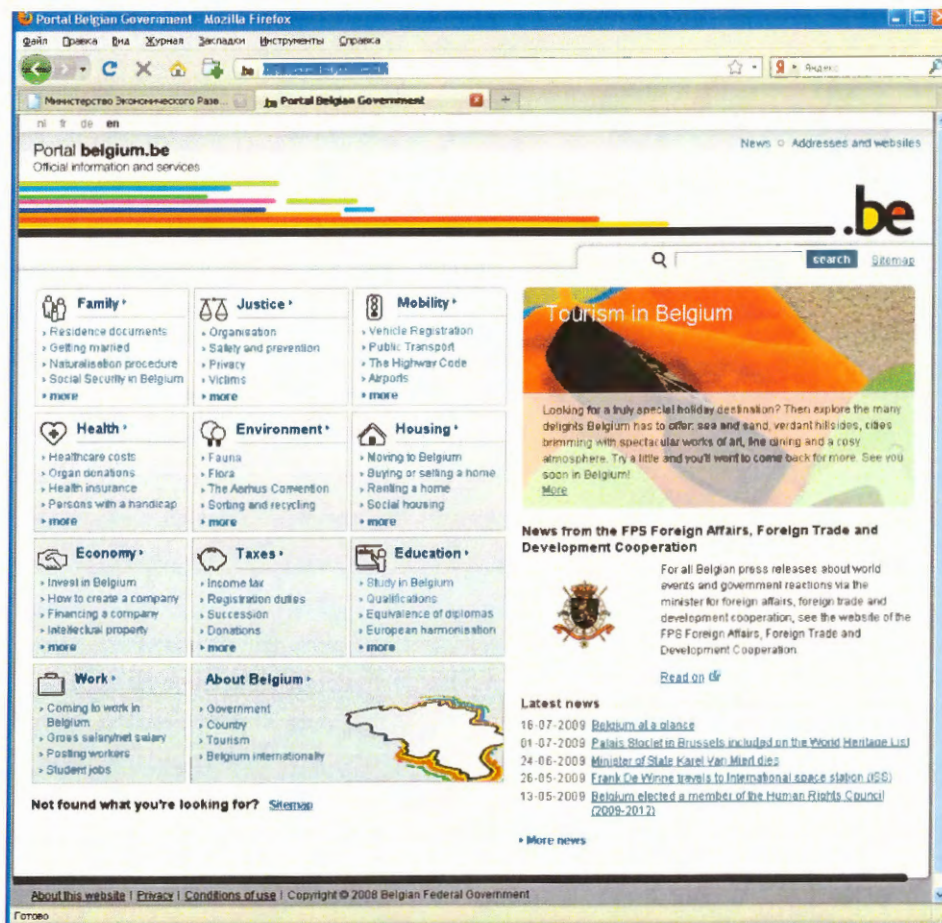 Portal Belgian Government - Mozilla Firefox
Файл Правка Вид Журнал Закладки Инструменты Справка
be
Я Яндекс
Министерство Экономического Разв... be Portal Belgian Government +
nl fr de en
Portal belgium.be
Official information and services
News Addresses and websites
.be
search Sitemap
Family
Residence documents
Getting married
Naturalisation procedure
Social Security in Belgium
more
Justice
Organisation
Safety and prevention
Privacy
Victims
more
Mobility
Vehicle Registration
Public Transport
The Highway Code
Airports
more
Health
Healthcare costs
Organ donations
Health insurance
Persons with a handicap
more
Environment
Fauna
Flora
The Aarhus Convention
Sorting and recycling
more
Housing
Moving to Belgium
Buying or selling a home
Renting a home
Social housing
more
Economy
Invest in Belgium
How to create a company
Financing a company
Intellectual property
more
Taxes
Income tax
Registration duties
Succession
Donations
more
Education
Study in Belgium
Qualifications
Equivalence of diplomas
European harmonisation
more
Work
Coming to work in
Belgium
Gross salary/net salary
Posting workers
Student jobs
About Belgium
Government
Country
Tourism
Belgium internationally
Not found what you're looking for? Sitemap
Tourism in Belgium
Looking for a truly special holiday destination? Then explore the many
delights Belgium has to offer: sea and sand, verdant hillsides, cities
brimming with spectacular works of art, fine dining and a cosy
atmosphere. Try a little and you'll want to come back for more. See you
soon in Belgium!
More
News from the FPS Foreign Affairs, Foreign Trade and
Development Cooperation
For all Belgian press releases about world
events and government reactions via the
minister for foreign affairs, foreign trade and
development cooperation, see the website of the
FPS Foreign Affairs, Foreign Trade and
Development Cooperation.
Read on
Latest news
16-07-2009 Belgium at a glance
01-07-2009 Palais Stoclet in Brussels included on the World Heritage List
24-06-2009 Minister of State Karel Van Miert dies
26-05-2009 Frank De Winne travels to International space station (ISS)
13-05-2009 Belgium elected a member of the Human Rights Council
(2009-2012)
More news
About this website | Privacy | Conditions of use | Copyright © 2008 Belgian Federal Government
Готово